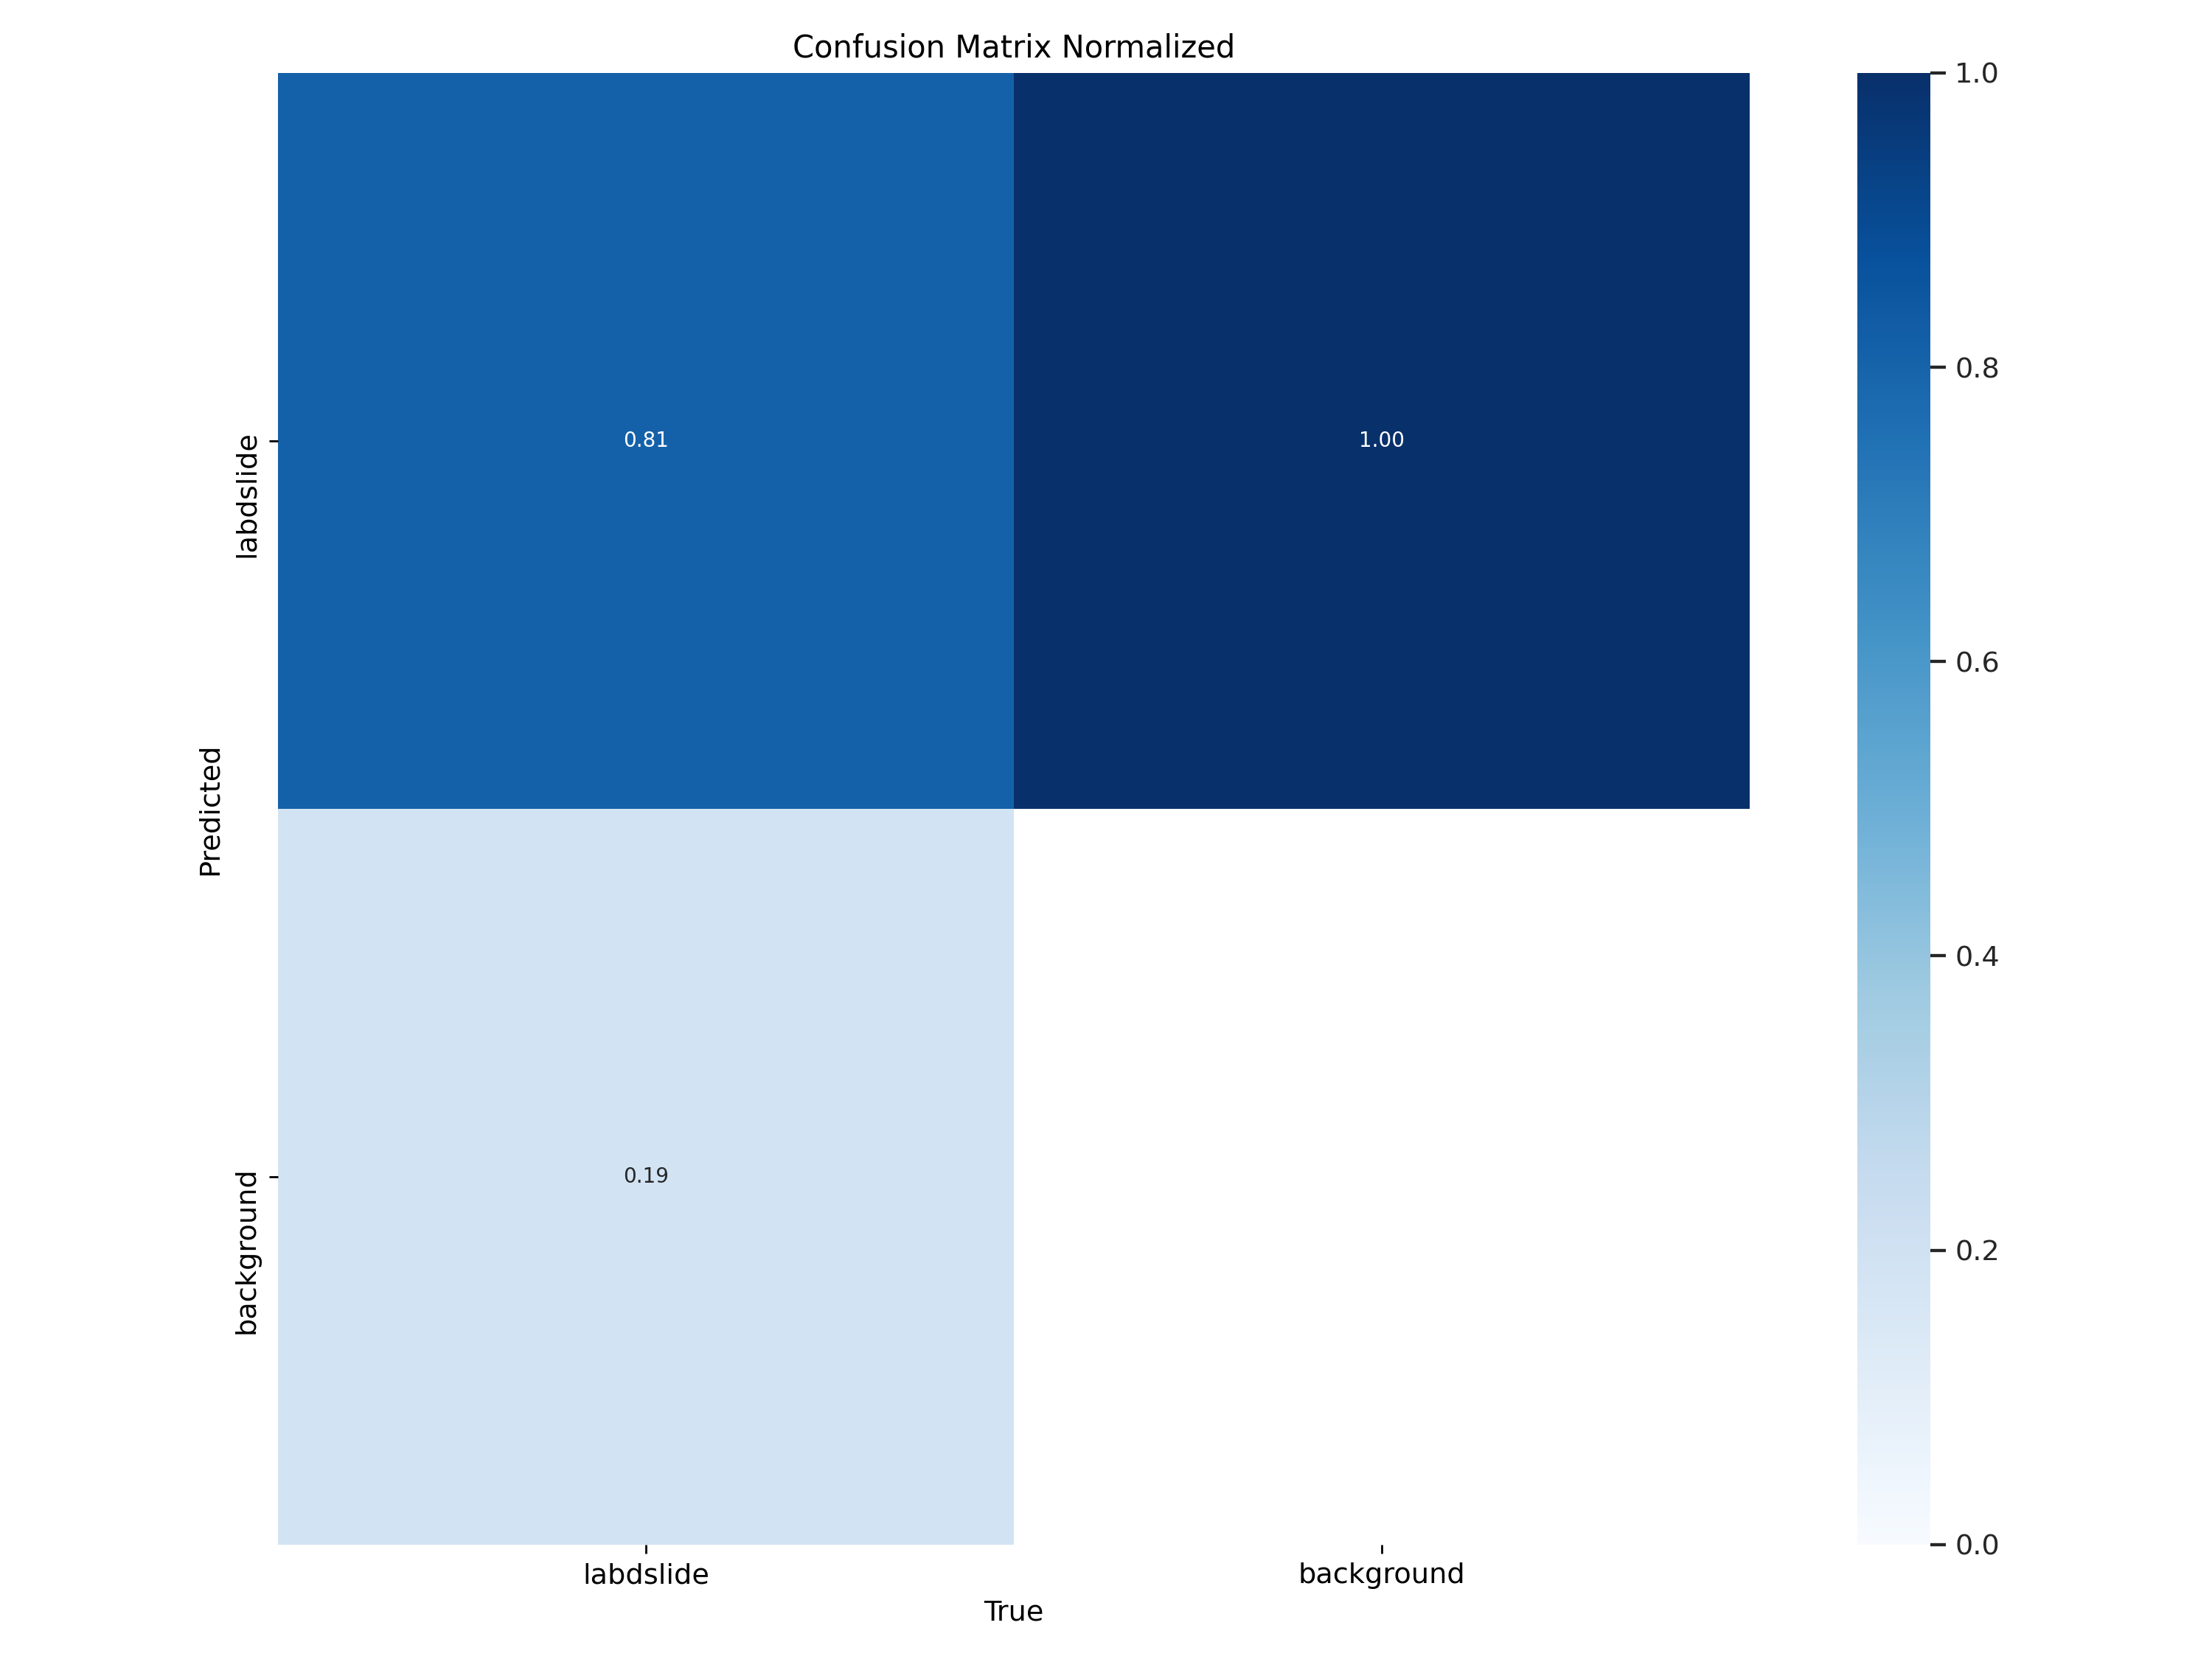 Confusion Matrix Normalized
labdslide
background
Predicted
0.81
1.00
0.19
labdslide
background
True
1.0
0.8
0.6
0.4
0.2
0.0